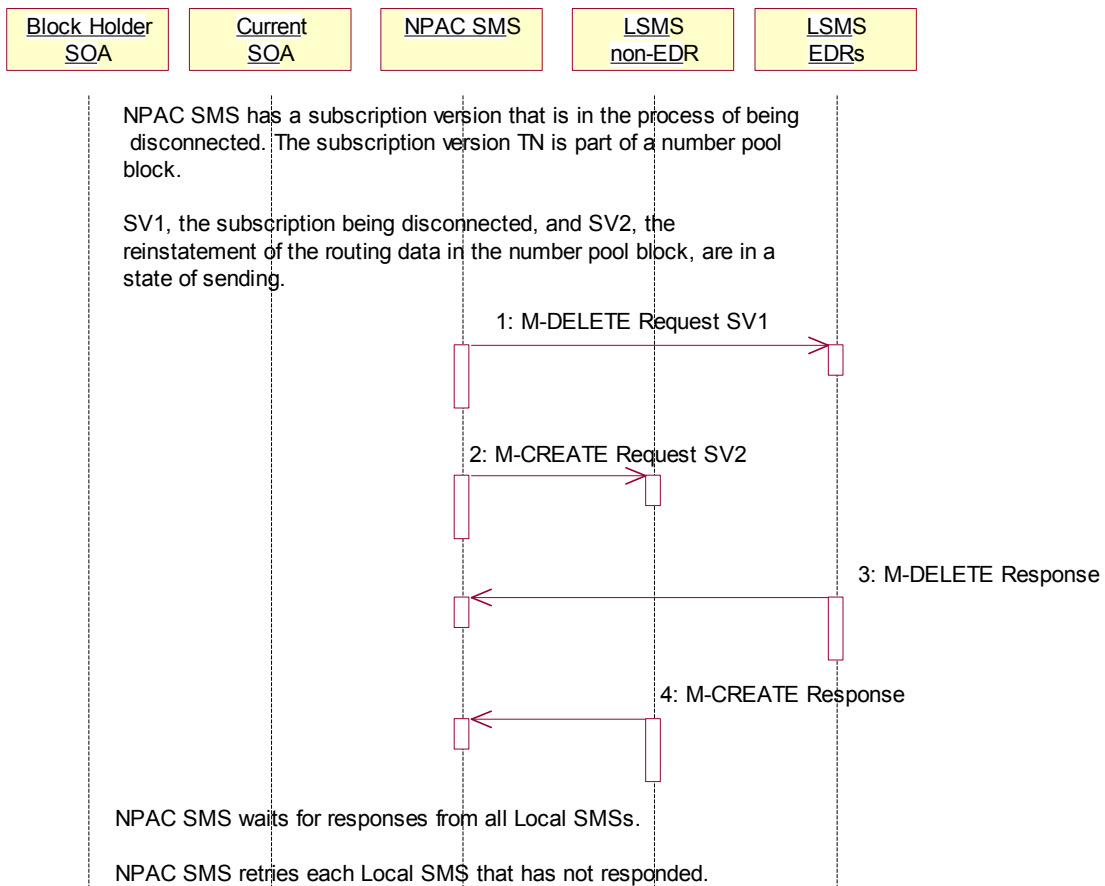 Block Holder
SOA
Current
SOA
NPAC SMS
LSMS
non-EDR
LSMS
EDRs
NPAC SMS has a subscription version that is in the process of being
disconnected. The subscription version TN is part of a number pool
block.
SV1, the subscription being disconnected, and SV2, the
reinstatement of the routing data in the number pool block, are in a
state of sending.
1: M-DELETE Request SV1
2: M-CREATE Request SV2
3: M-DELETE Response
4: M-CREATE Response
NPAC SMS waits for responses from all Local SMSs.
NPAC SMS retries each Local SMS that has not responded.